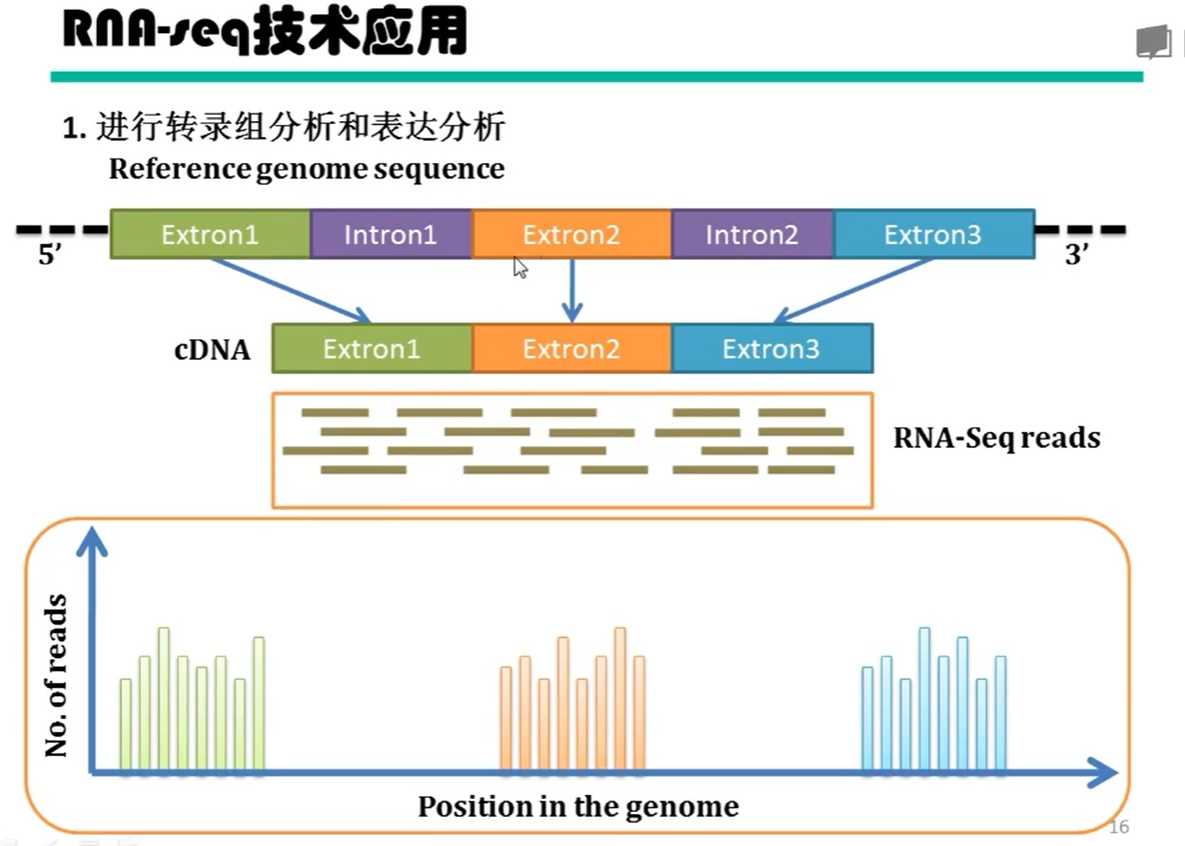 RNA-seq技术应用
1. 进行转录组分析和表达分析
Reference genome sequence
Extron1 Intron1 Extron2 Intron2 Extron3
5’ 3’
cDNA Extron1 Extron2 Extron3
RNA-Seq reads
No. of reads
Position in the genome
16